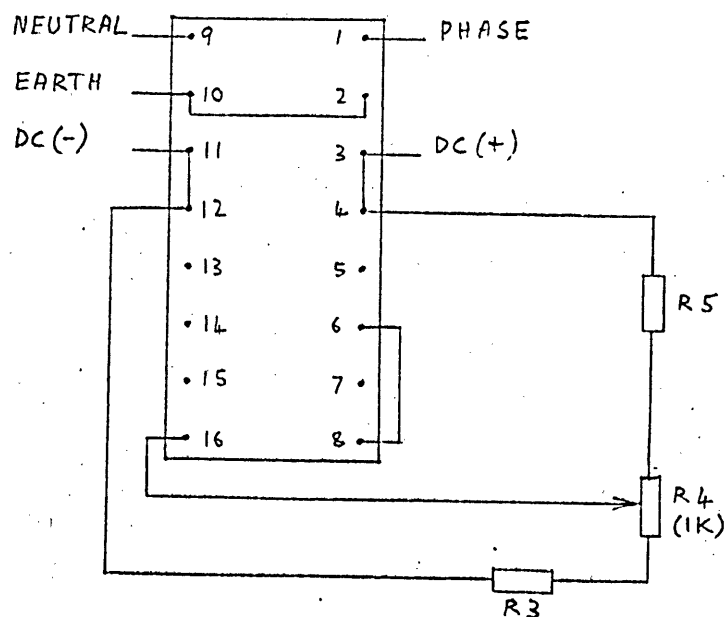 NEUTRAL 9 1 PHASE
EARTH 10 2
DC (-) 11 3 DC (+)
12 4
13 5
R5
14 6
15 7
16 8
R4
(1K)
R3